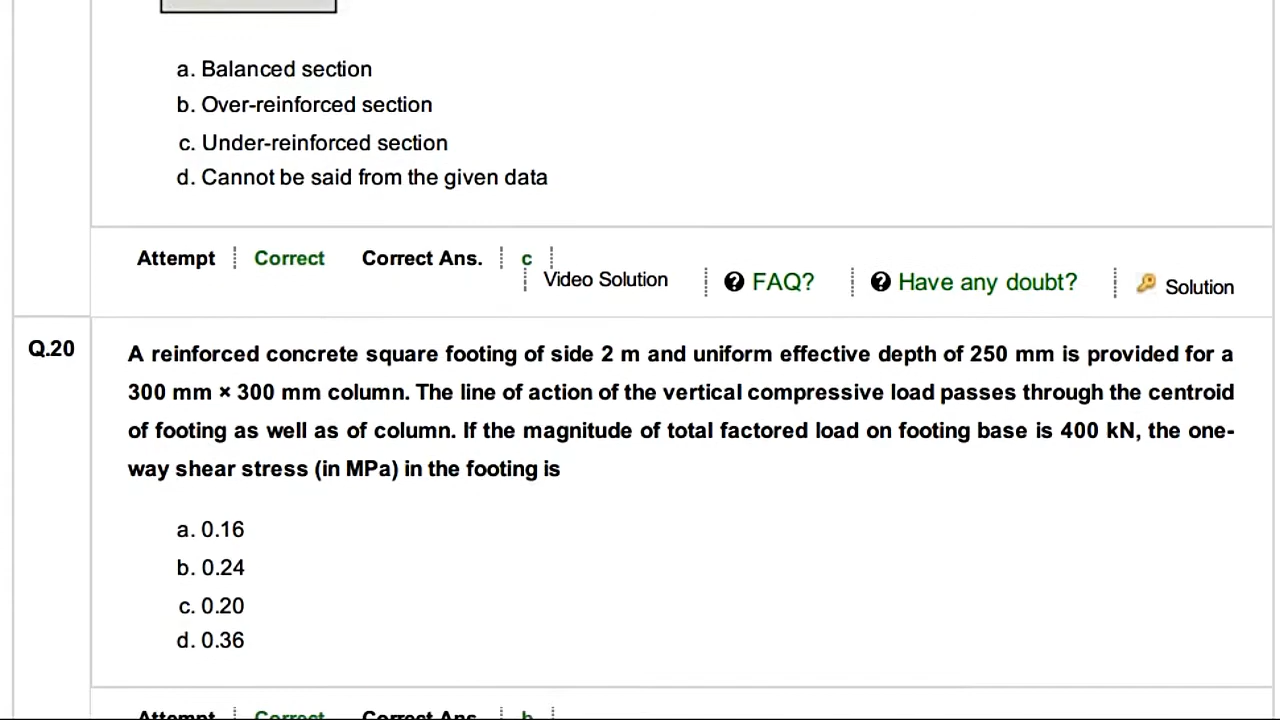 a. Balanced section
b. Over-reinforced section
c. Under-reinforced section
d. Cannot be said from the given data
Attempt Correct Correct Ans. c
Video Solution FAQ? Have any doubt? Solution
Q.20
A reinforced concrete square footing of side 2 m and uniform effective depth of 250 mm is provided for a
300 mm × 300 mm column. The line of action of the vertical compressive load passes through the centroid
of footing as well as of column. If the magnitude of total factored load on footing base is 400 kN, the one-
way shear stress (in MPa) in the footing is
a. 0.16
b. 0.24
c. 0.20
d. 0.36
Attempt Correct Correct Ans. b